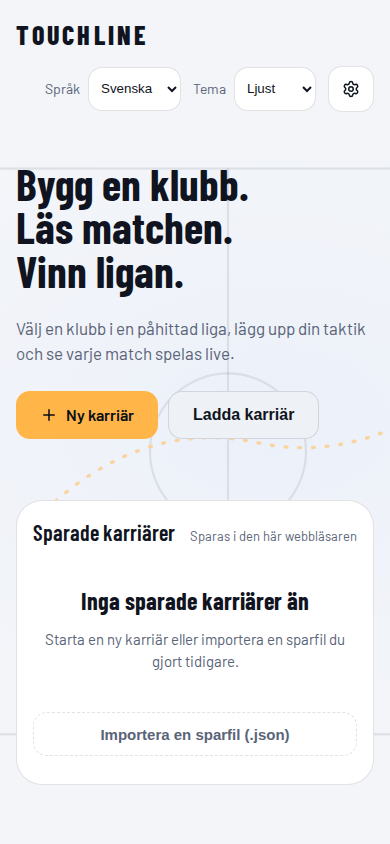 TOUCHLINE
Språk Svenska Tema Ljust
Bygg en klubb.
Läs matchen.
Vinn ligan.
Välj en klubb i en påhittad liga, lägg upp din taktik
och se varje match spelas live.
Ny karriär Ladda karriär
Sparade karriärer Sparas i den här webbläsaren
Inga sparade karriärer än
Starta en ny karriär eller importera en sparfil du
gjort tidigare.
Importera en sparfil (.json)